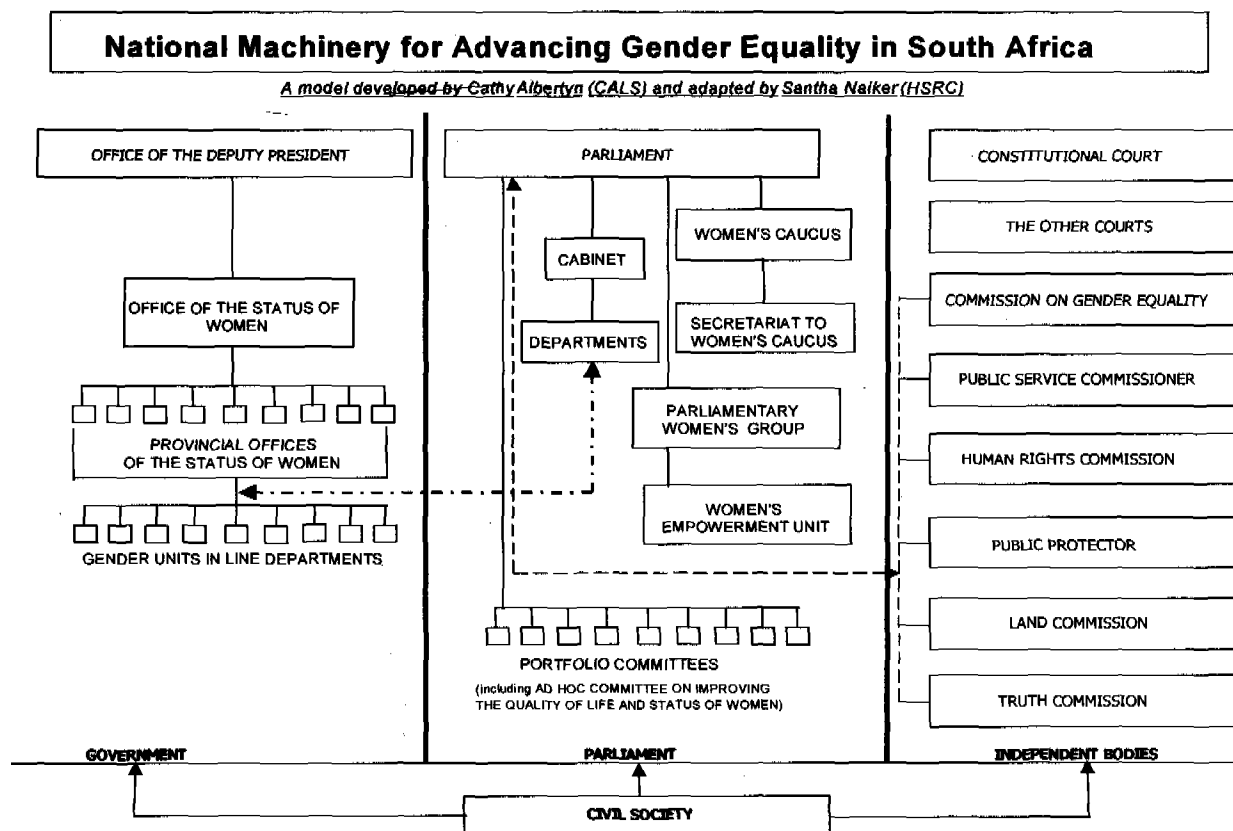 National Machinery for Advancing Gender Equality in South Africa
A model developed by Cathy Albertyn (CALS) and adapted by Santha Naiker (HSRC)
OFFICE OF THE DEPUTY PRESIDENT
OFFICE OF THE STATUS OF
WOMEN
PROVINCIAL OFFICES
OF THE STATUS OF WOMEN
GENDER UNITS IN LINE DEPARTMENTS
GOVERNMENT
PARLIAMENT
CABINET
DEPARTMENTS
WOMEN'S CAUCUS
SECRETARIAT TO
WOMEN'S CAUCUS
PARLIAMENTARY
WOMEN'S GROUP
WOMEN'S
EMPOWERMENT UNIT
PORTFOLIO COMMITTEES
(including AD HOC COMMITTEE ON IMPROVING
THE QUALITY OF LIFE AND STATUS OF WOMEN)
PARLIAMENT
CONSTITUTIONAL COURT
THE OTHER COURTS
COMMISSION ON GENDER EQUALITY
PUBLIC SERVICE COMMISSIONER
HUMAN RIGHTS COMMISSION
PUBLIC PROTECTOR
LAND COMMISSION
TRUTH COMMISSION
INDEPENDENT BODIES
CIVIL SOCIETY